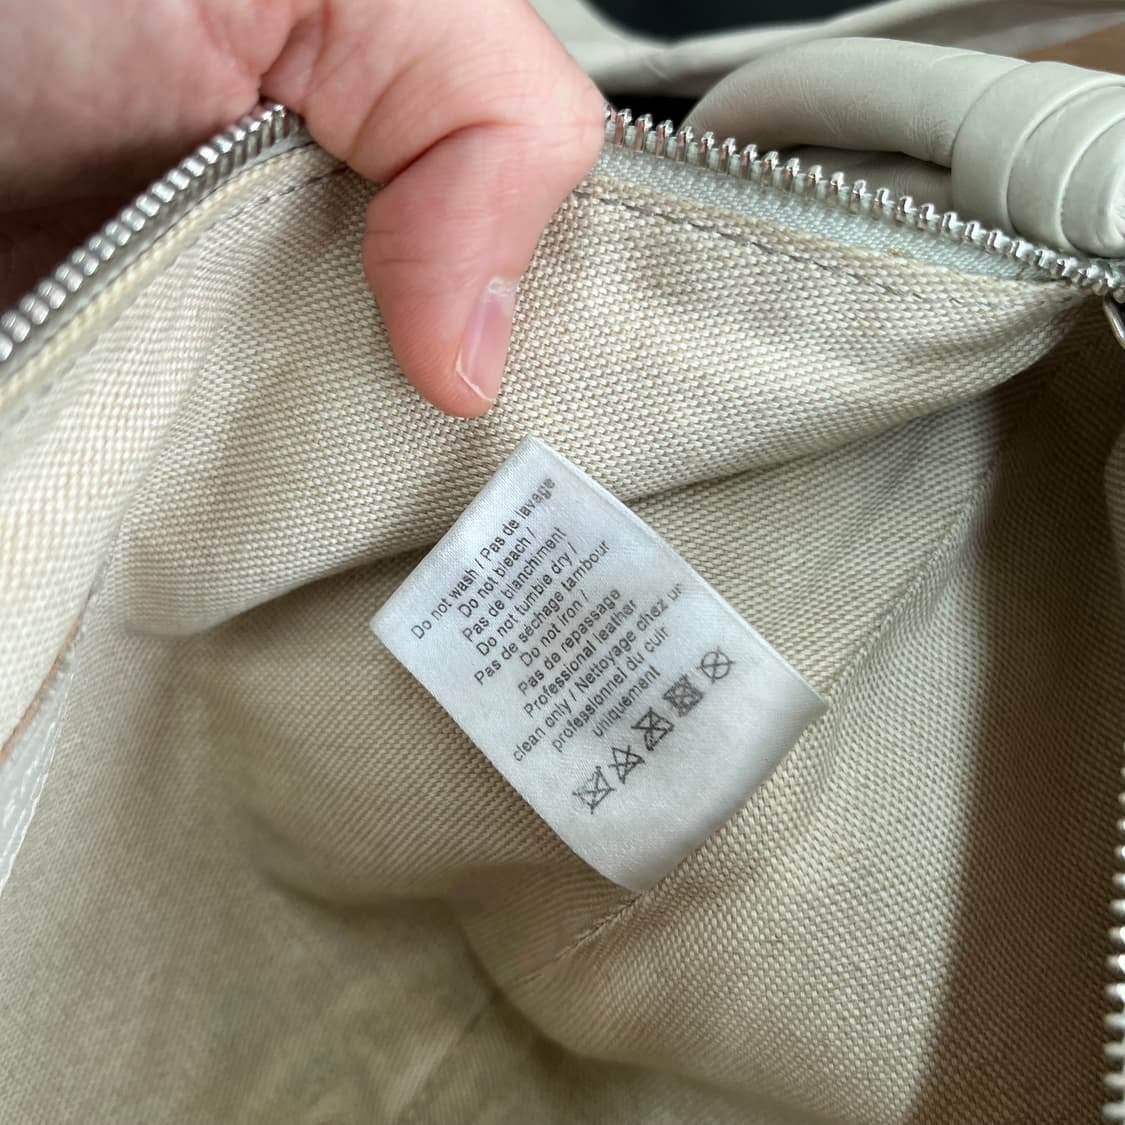 Do not wash / Pas de lavage
Do not bleach /
Pas de blanchiment
Do not tumble dry /
Pas de séchage tambour
Do not iron /
Pas de repassage
Professional leather
clean only / Nettoyage chez un
professionnel du cuir
uniquement